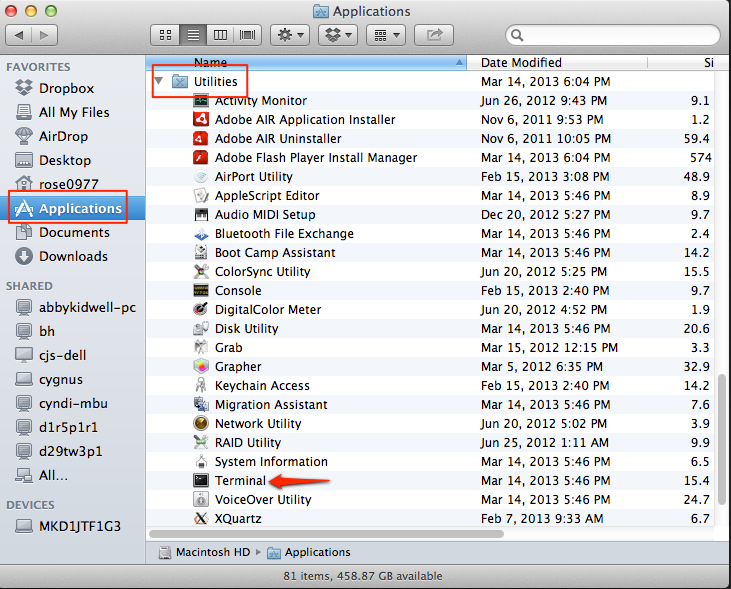 Applications
Name Date Modified Si
FAVORITES
Dropbox
All My Files
AirDrop
Desktop
rose0977
Applications
Documents
Downloads
SHARED
abbykidwell-pc
bh
cjs-dell
cygnus
cyndi-mbu
d1r5p1r1
d29tw3p1
All...
DEVICES
MKD1JTF1G3
Utilities Mar 14, 2013 6:04 PM
Activity Monitor Jun 26, 2012 9:43 PM 9.1
Adobe AIR Application Installer Nov 6, 2011 9:53 PM 1.2
Adobe AIR Uninstaller Nov 6, 2011 10:05 PM 59.4
Adobe Flash Player Install Manager Mar 14, 2013 6:04 PM 574
AirPort Utility Feb 15, 2013 3:08 PM 48.9
AppleScript Editor Mar 14, 2013 5:46 PM 8.9
Audio MIDI Setup Dec 20, 2012 5:27 PM 9.7
Bluetooth File Exchange Mar 14, 2013 5:46 PM 2.4
Boot Camp Assistant Mar 14, 2013 5:46 PM 14.2
ColorSync Utility Jun 20, 2012 5:25 PM 15.5
Console Feb 15, 2013 2:40 PM 9.7
DigitalColor Meter Jun 20, 2012 4:52 PM 1.9
Disk Utility Mar 14, 2013 5:46 PM 20.6
Grab Mar 15, 2012 12:15 PM 3.3
Grapher Mar 5, 2012 6:35 PM 32.9
Keychain Access Feb 15, 2013 2:40 PM 14.2
Migration Assistant Mar 14, 2013 5:46 PM 7.6
Network Utility Jun 20, 2012 5:02 PM 3.9
RAID Utility Jun 25, 2012 1:11 AM 9.9
System Information Mar 14, 2013 5:46 PM 6.5
Terminal Mar 14, 2013 5:46 PM 15.4
VoiceOver Utility Mar 14, 2013 5:46 PM 24.7
XQuartz Feb 7, 2013 9:33 AM 6.7
Macintosh HD Applications
81 items, 458.87 GB available